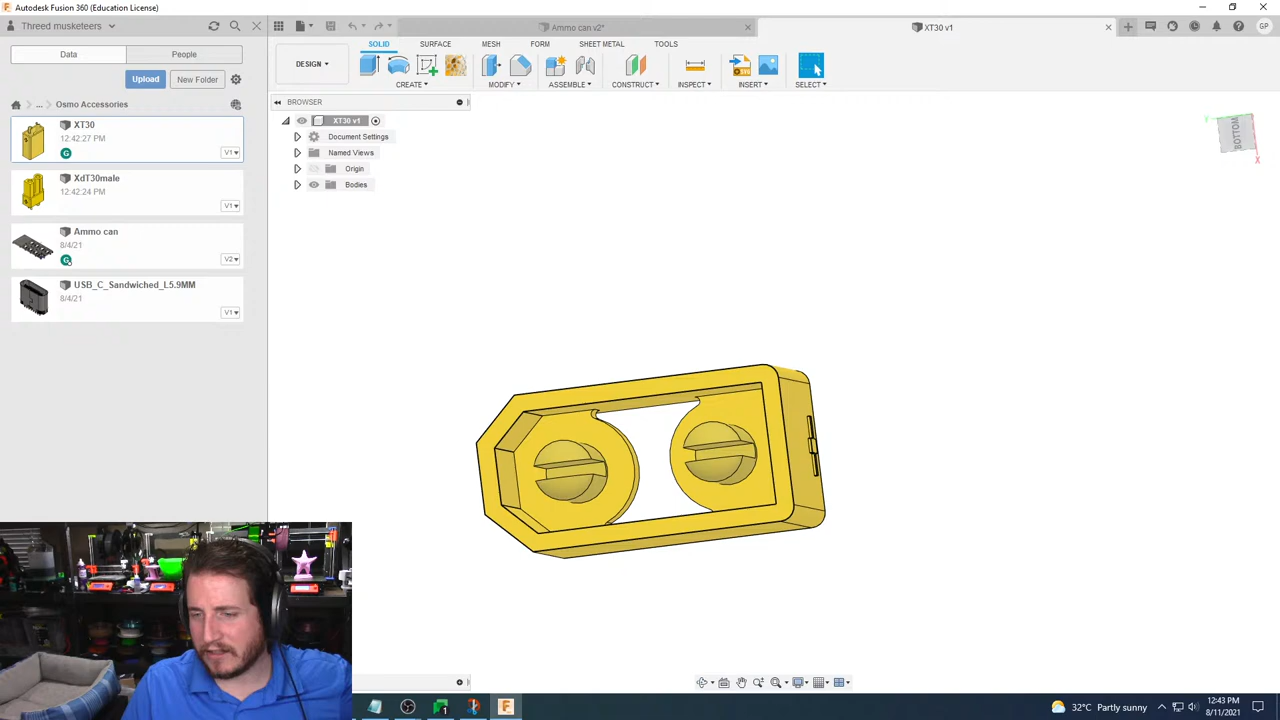 Autodesk Fusion 360 (Education License)
Threed musketeers
Ammo can v2*
XT30 v1
Data
People
Upload
New Folder
... Osmo Accessories
XT30
12:42:27 PM
G
V1
XdT30male
12:42:24 PM
V1
Ammo can
8/4/21
G
V2
USB_C_Sandwiched_L5.9MM
8/4/21
V1
GP
SOLID
SURFACE
MESH
FORM
SHEET METAL
TOOLS
DESIGN
CREATE
MODIFY
ASSEMBLE
CONSTRUCT
INSPECT
INSERT
SELECT
BROWSER
XT30 v1
Document Settings
Named Views
Origin
Bodies
Y
BOTTOM
X
32°C Partly sunny
12:43 PM
8/11/2021